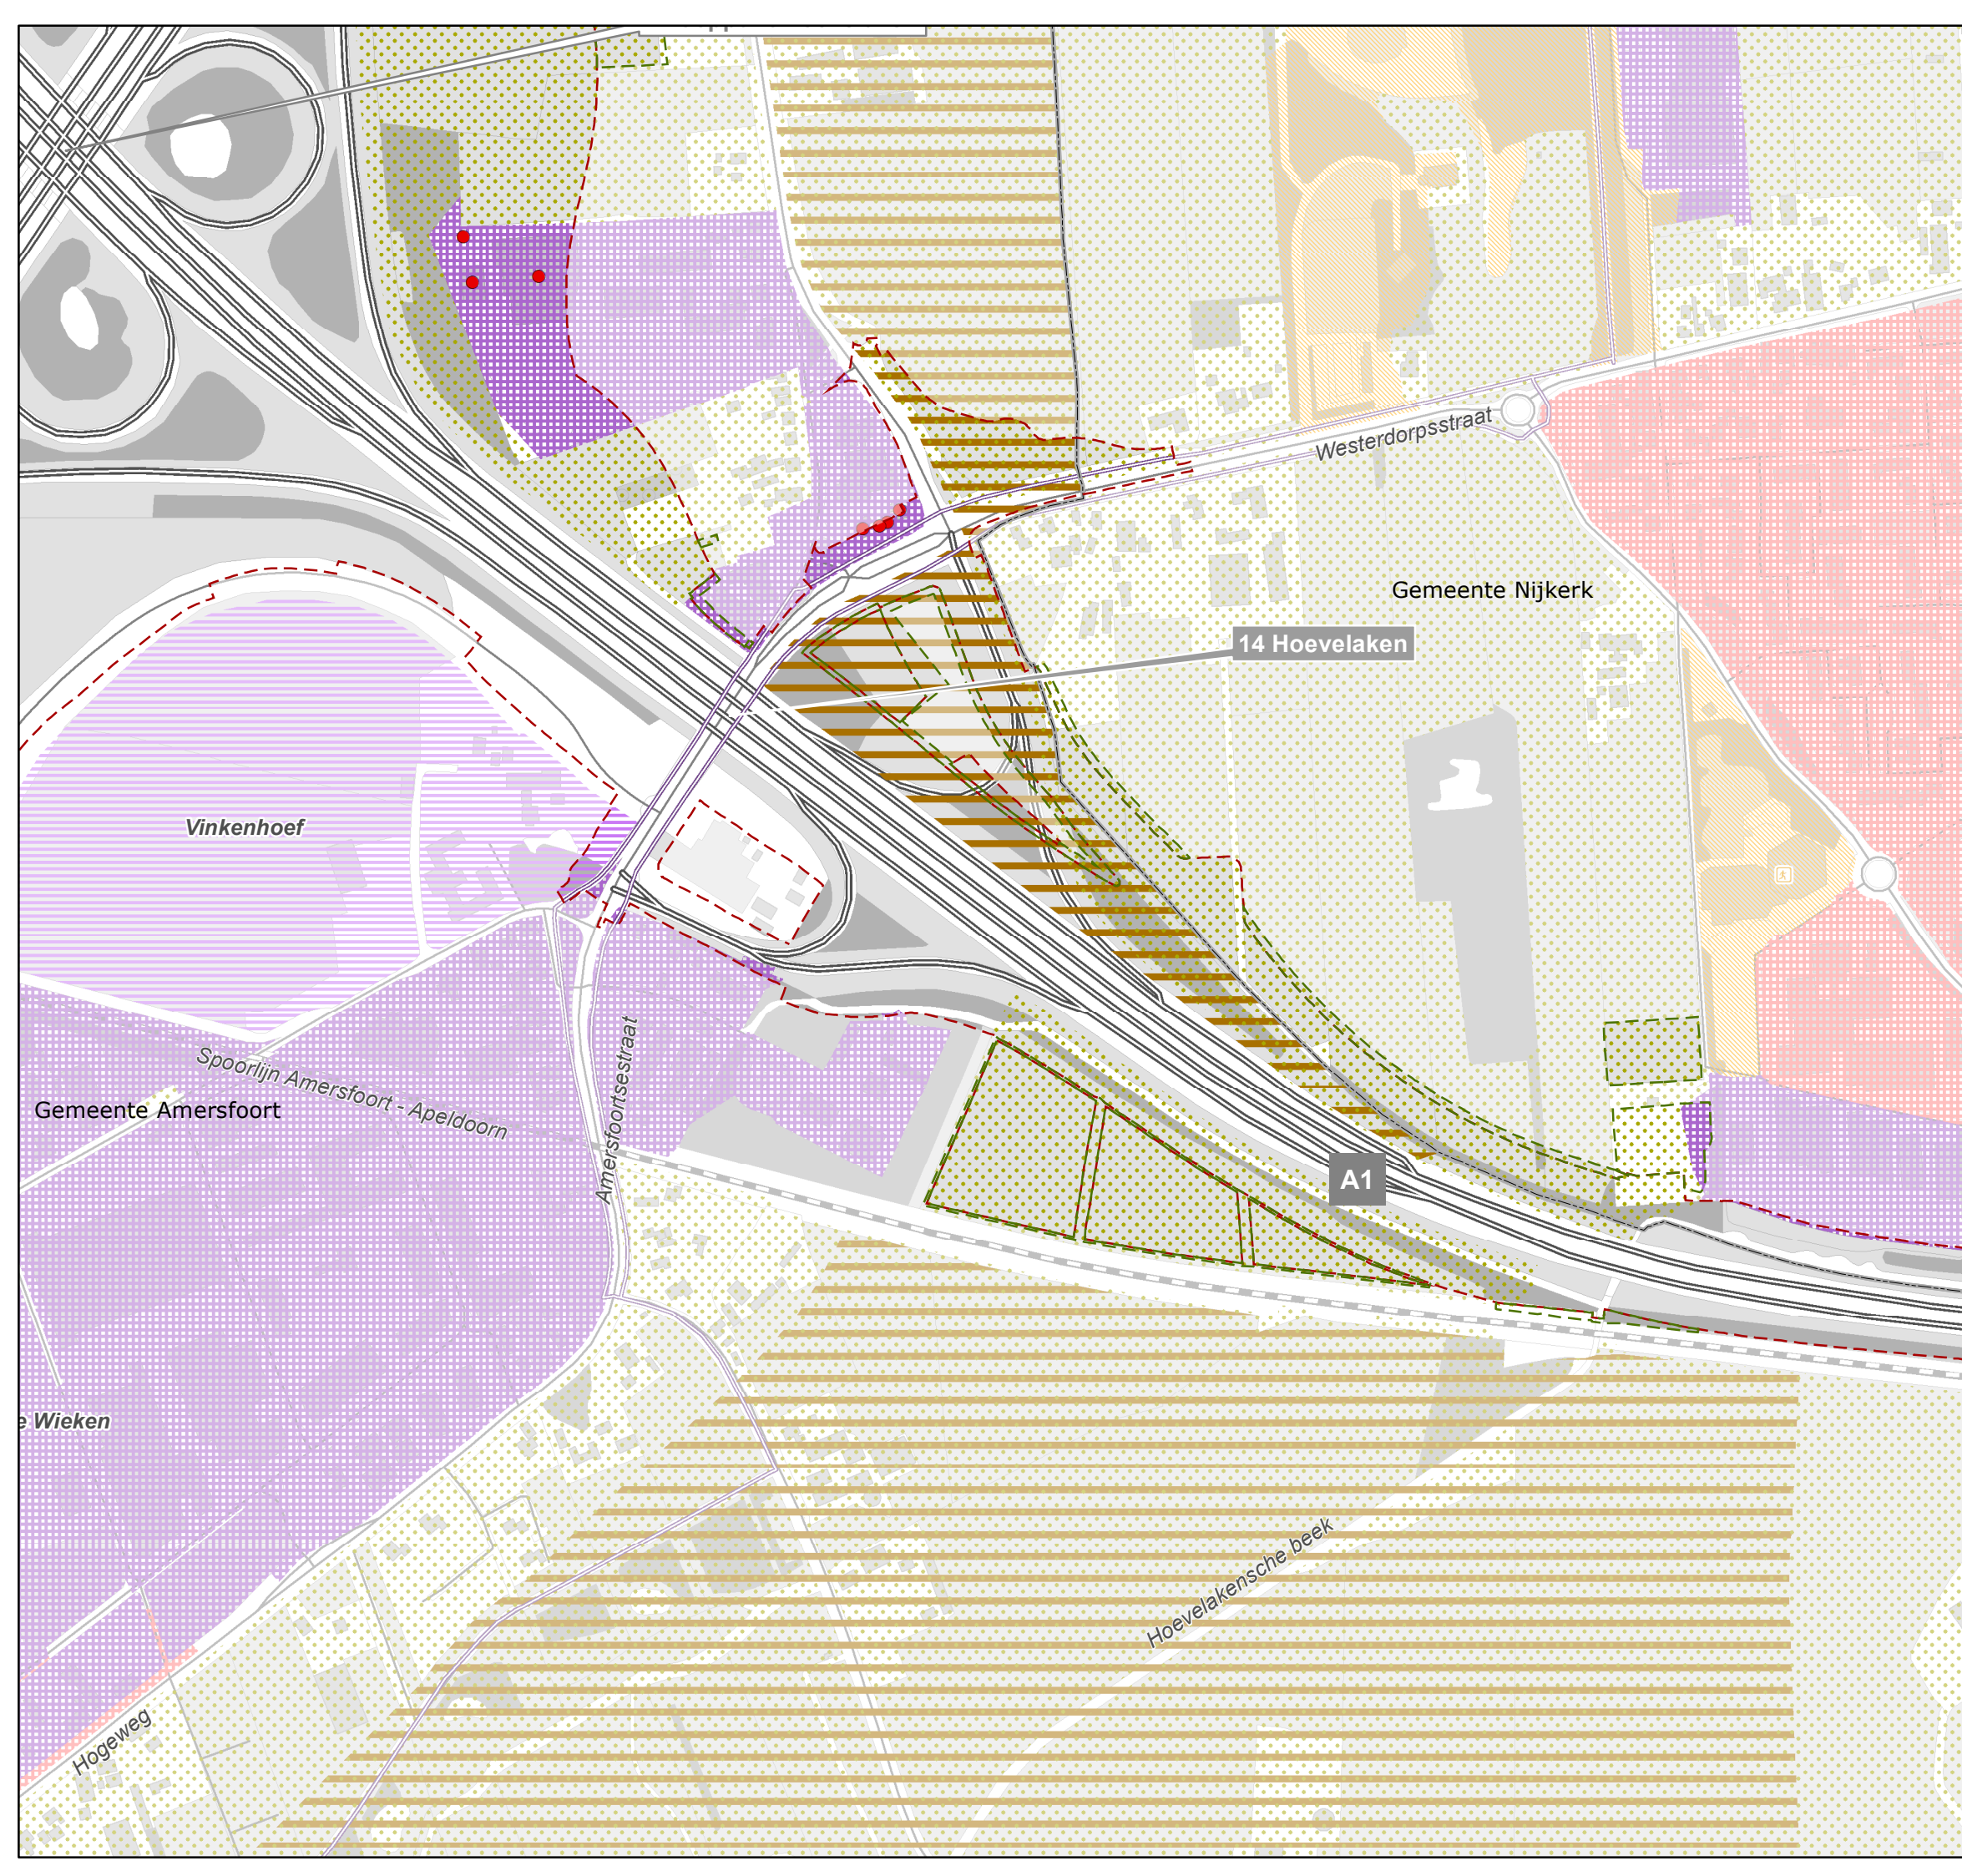 Westerdorpsstraat
Gemeente Nijkerk
14 Hoevelaken
Vinkenhoef
Amersfoortsestraat
Spoorlijn Amersfoort - Apeldoorn
Gemeente Amersfoort
A1
e Wieken
Hoevelakensche beek
Hogeweg